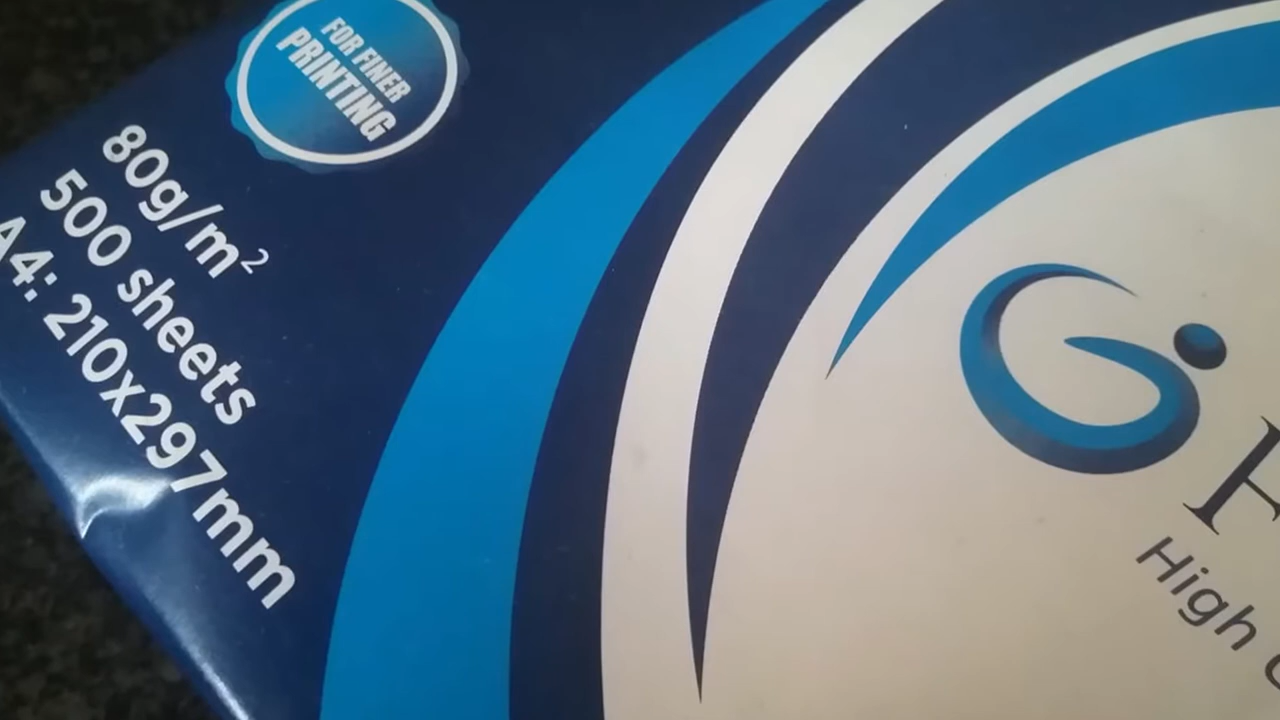 FOR FINER
PRINTING
80g/m²
500 sheets
A4: 210x297mm
High